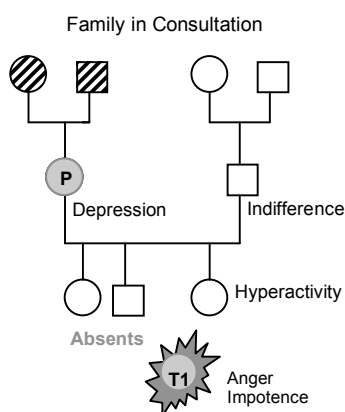 Family in Consultation
P
Depression
Indifference
Hyperactivity
Absents
T1
Anger
Impotence